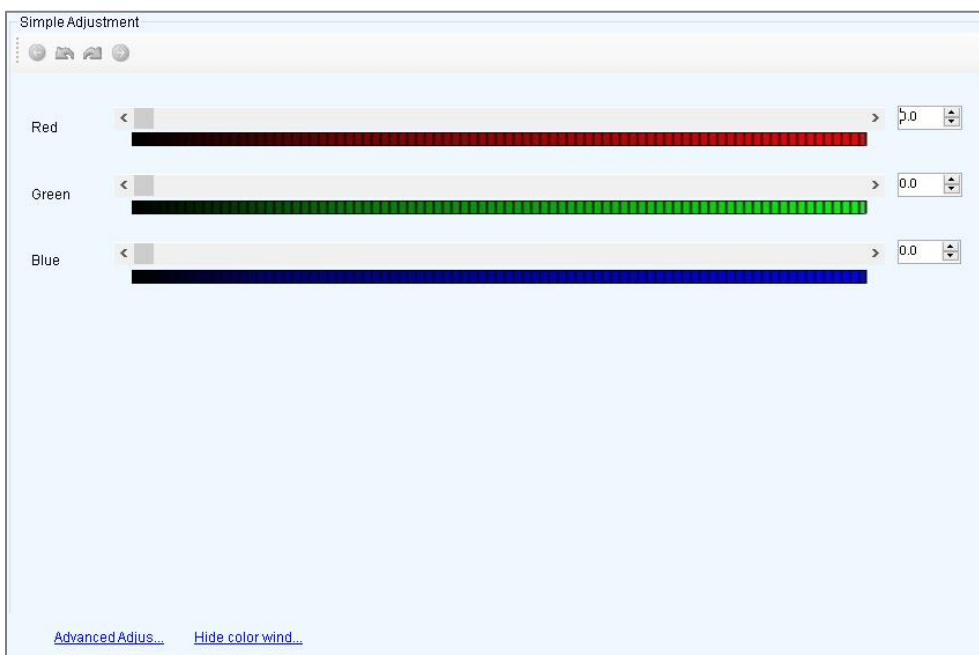 Simple Adjustment
Red 0.0
Green 0.0
Blue 0.0
Advanced Adjus... Hide color wind...